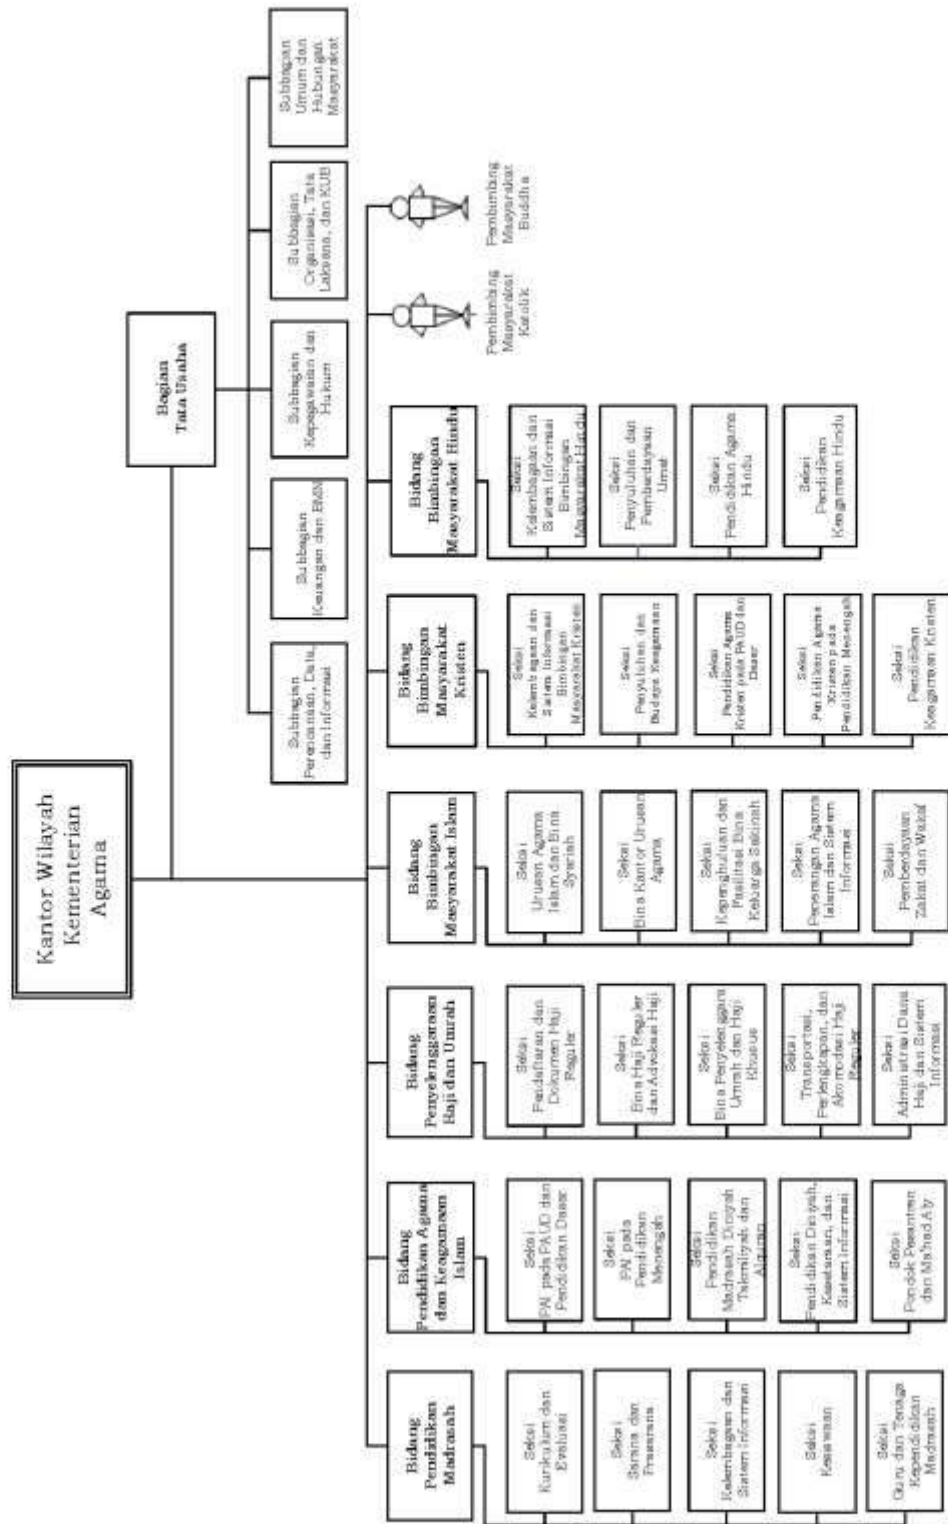 Kantor Wilayah
Kementerian
Agama
Bagian
Tata Usaha
Subbagian
Perencanaan, Data,
dan Informasi
Subbagian
Keuangan dan BMN
Subbagian
Kepegawaian dan
Hukum
Subbagian
Organisasi, Tata
Laksana, dan KUB
Subbagian
Umum dan
Hubungan
Masyarakat
Bidang
Pendidikan
Madrasah
Seksi
Kurikulum dan
Evaluasi
Seksi
Sarana dan
Prasarana
Seksi
Kelembagaan dan
Sistem Informasi
Seksi
Kesiswaan
Seksi
Guru dan Tenaga
Kependidikan
Madrasah
Bidang
Pendidikan Agama
dan Keagamaan
Islam
Seksi
PAI pada PAUD dan
Pendidikan Dasar
Seksi
PAI pada
Pendidikan
Menengah
Seksi
Pendidikan
Madrasah Diniyah
Takmiliyah dan
Alquran
Seksi
Pendidikan Diniyah,
Kesetaraan, dan
Sistem Informasi
Seksi
Pondok Pesantren
dan Ma'had Aly
Bidang
Penyelenggaraan
Haji dan Umrah
Seksi
Pendaftaran dan
Dokumen Haji
Reguler
Seksi
Bina Haji Reguler
dan Advokasi Haji
Seksi
Bina Penyelenggara
Umrah dan Haji
Khusus
Seksi
Transportasi,
Perlengkapan, dan
Akomodasi Haji
Reguler
Seksi
Administrasi Dana
Haji dan Sistem
Informasi
Bidang
Bimbingan
Masyarakat Islam
Seksi
Urusan Agama
Islam dan Bina
Syariah
Seksi
Bina Kantor Urusan
Agama
Seksi
Kepenghuluan dan
Fasilitasi Bina
Keluarga Sakinah
Seksi
Penerangan Agama
Islam dan Sistem
Informasi
Seksi
Pemberdayaan
Zakat dan Wakaf
Bidang
Bimbingan
Masyarakat
Kristen
Seksi
Kelembagaan dan
Sistem Informasi
Bimbingan
Masyarakat Kristen
Seksi
Penyuluhan dan
Budaya Keagamaan
Seksi
Pendidikan Agama
Kristen pada PAUD dan
Dasar
Seksi
Pendidikan Agama
Kristen pada
Pendidikan Menengah
Seksi
Pendidikan
Keagamaan Kristen
Bidang
Bimbingan
Masyarakat Hindu
Seksi
Kelembagaan dan
Sistem Informasi
Bimbingan
Masyarakat Hindu
Seksi
Penyuluhan dan
Pemberdayaan
Umat
Seksi
Pendidikan Agama
Hindu
Seksi
Pendidikan
Keagamaan Hindu
Pembimbing
Masyarakat
Katolik
Pembimbing
Masyarakat
Buddha